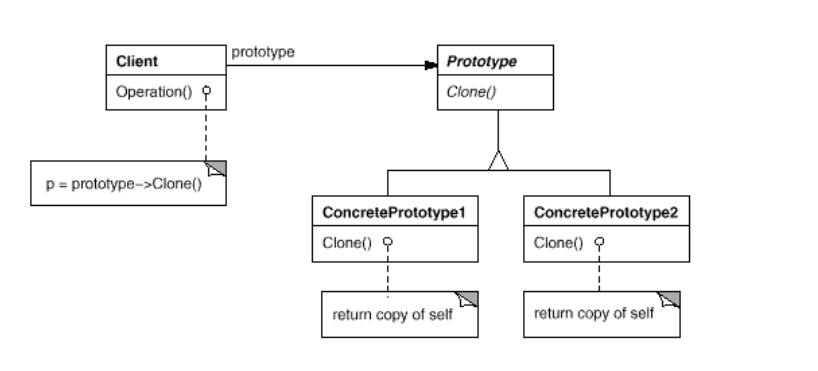 prototype
Client
Prototype
Operation()
Clone()
p = prototype->Clone()
ConcretePrototype1
ConcretePrototype2
Clone()
Clone()
return copy of self
return copy of self